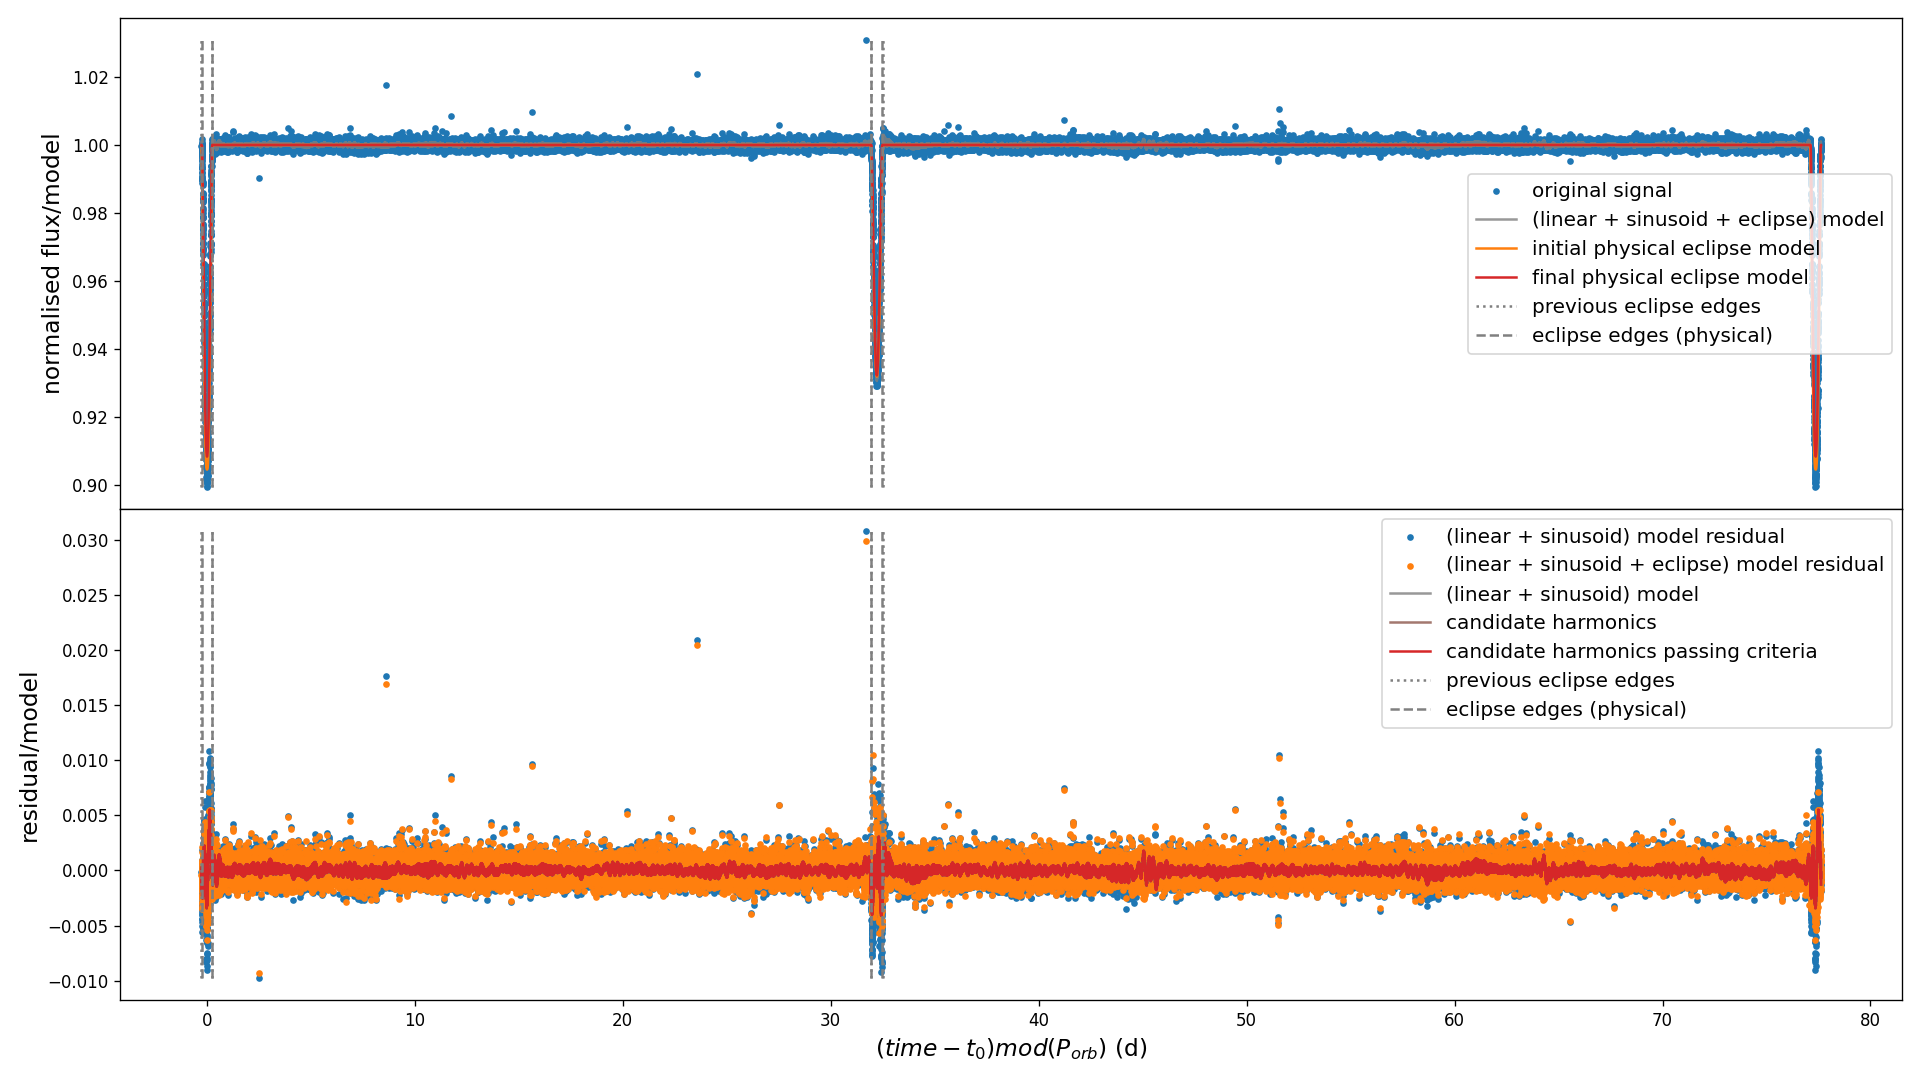 normalised flux/model
1.02
1.00
0.98
0.96
0.94
0.92
0.90
original signal
(linear + sinusoid + eclipse) model
initial physical eclipse model
final physical eclipse model
previous eclipse edges
eclipse edges (physical)
residual/model
0.030
0.025
0.020
0.015
0.010
0.005
0.000
−0.005
−0.010
(linear + sinusoid) model residual
(linear + sinusoid + eclipse) model residual
(linear + sinusoid) model
candidate harmonics
candidate harmonics passing criteria
previous eclipse edges
eclipse edges (physical)
0 10 20 30 40 50 60 70 80
(time − t₀)mod(P_orb) (d)